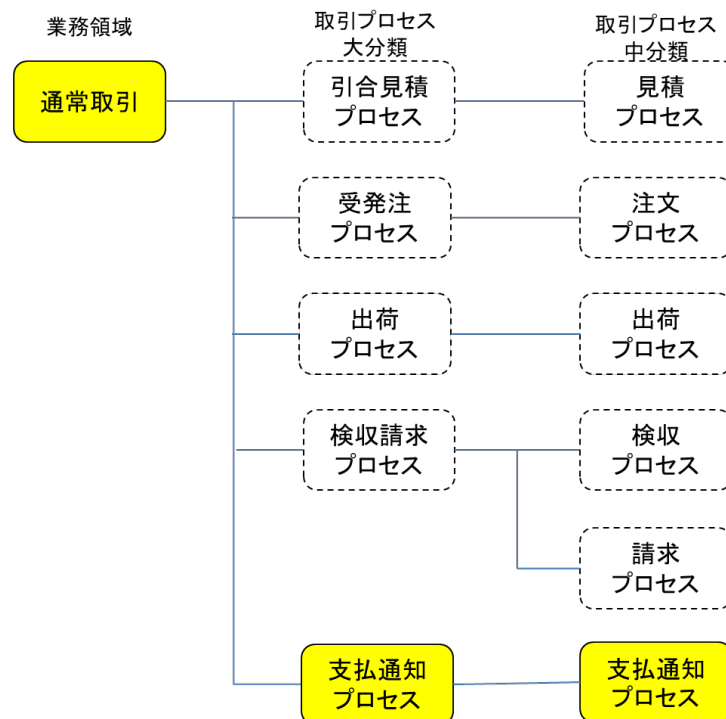 業務領域
取引プロセス
大分類
取引プロセス
中分類
通常取引
引合見積
プロセス
見積
プロセス
受発注
プロセス
注文
プロセス
出荷
プロセス
出荷
プロセス
検収請求
プロセス
検収
プロセス
請求
プロセス
支払通知
プロセス
支払通知
プロセス